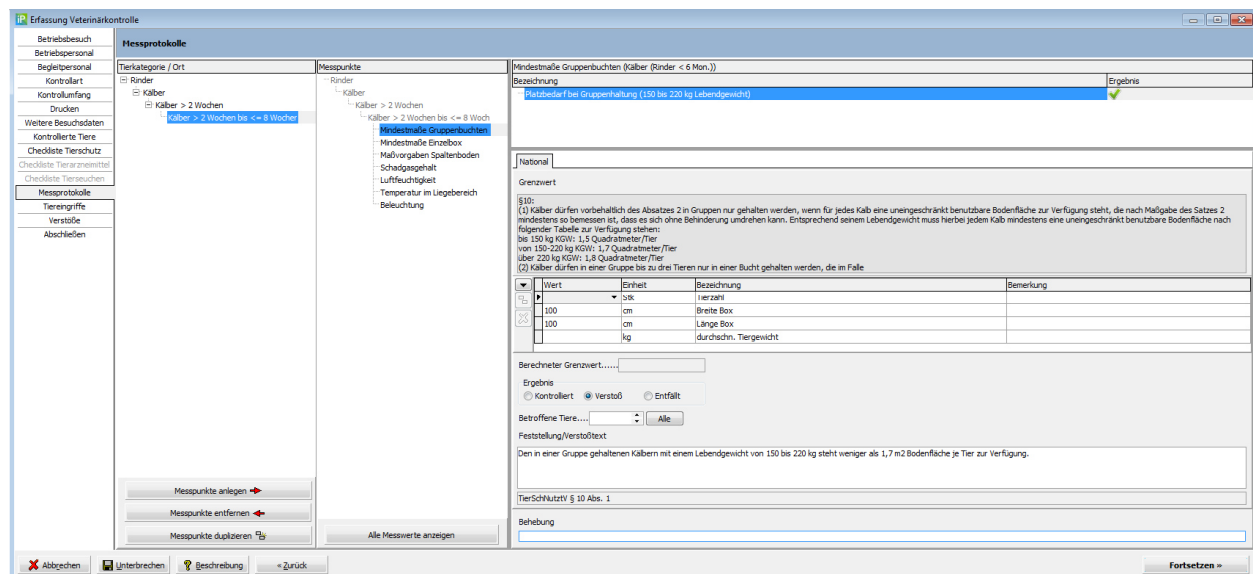 iP Erfassung Veterinärkontrolle
Betriebsbesuch
Betriebspersonal
Begleitpersonal
Kontrollart
Kontrollumfang
Drucken
Weitere Besuchsdaten
Kontrollierte Tiere
Checkliste Tierschutz
Checkliste Tierarzneimittel
Checkliste Tierseuchen
Messprotokolle
Tiereingriffe
Verstöße
Abschließen
Messprotokolle
Tierkategorie / Ort
Rinder
Kälber
Kälber > 2 Wochen
Kälber > 2 Wochen bis <= 8 Wocher
Messpunkte anlegen
Messpunkte entfernen
Messpunkte duplizieren
Messpunkte
Rinder
Kälber
Kälber > 2 Wochen
Kälber > 2 Wochen bis <= 8 Woch
Mindestmaße Gruppenbuchten
Mindestmaße Einzelbox
Maßvorgaben Spaltenboden
Schadgasgehalt
Luftfeuchtigkeit
Temperatur im Liegebereich
Beleuchtung
Alle Messwerte anzeigen
Mindestmaße Gruppenbuchten (Kälber (Rinder < 6 Mon.))
Bezeichnung Ergebnis
Platzbedarf bei Gruppenhaltung (150 bis 220 kg Lebendgewicht)
National
Grenzwert
§10:
(1) Kälber dürfen vorbehaltlich des Absatzes 2 in Gruppen nur gehalten werden, wenn für jedes Kalb eine uneingeschränkt benutzbare Bodenfläche zur Verfügung steht, die nach Maßgabe des Satzes 2
mindestens so bemessen ist, dass es sich ohne Behinderung umdrehen kann. Entsprechend seinem Lebendgewicht muss hierbei jedem Kalb mindestens eine uneingeschränkt benutzbare Bodenfläche nach
folgender Tabelle zur Verfügung stehen:
bis 150 kg KGW: 1,5 Quadratmeter/Tier
von 150-220 kg KGW: 1,7 Quadratmeter/Tier
über 220 kg KGW: 1,8 Quadratmeter/Tier
(2) Kälber dürfen in einer Gruppe bis zu drei Tieren nur in einer Bucht gehalten werden, die im Falle
Wert Einheit Bezeichnung Bemerkung
Stk Tierzahl
100 cm Breite Box
100 cm Länge Box
kg durchschn. Tiergewicht
Berechneter Grenzwert......
Ergebnis
Kontrolliert Verstoß Entfällt
Betroffene Tiere.... Alle
Feststellung/Verstoßtext
Den in einer Gruppe gehaltenen Kälbern mit einem Lebendgewicht von 150 bis 220 kg steht weniger als 1,7 m2 Bodenfläche je Tier zur Verfügung.
TierSchNutztV § 10 Abs. 1
Behebung
Abbrechen Unterbrechen Beschreibung « Zurück Fortsetzen »